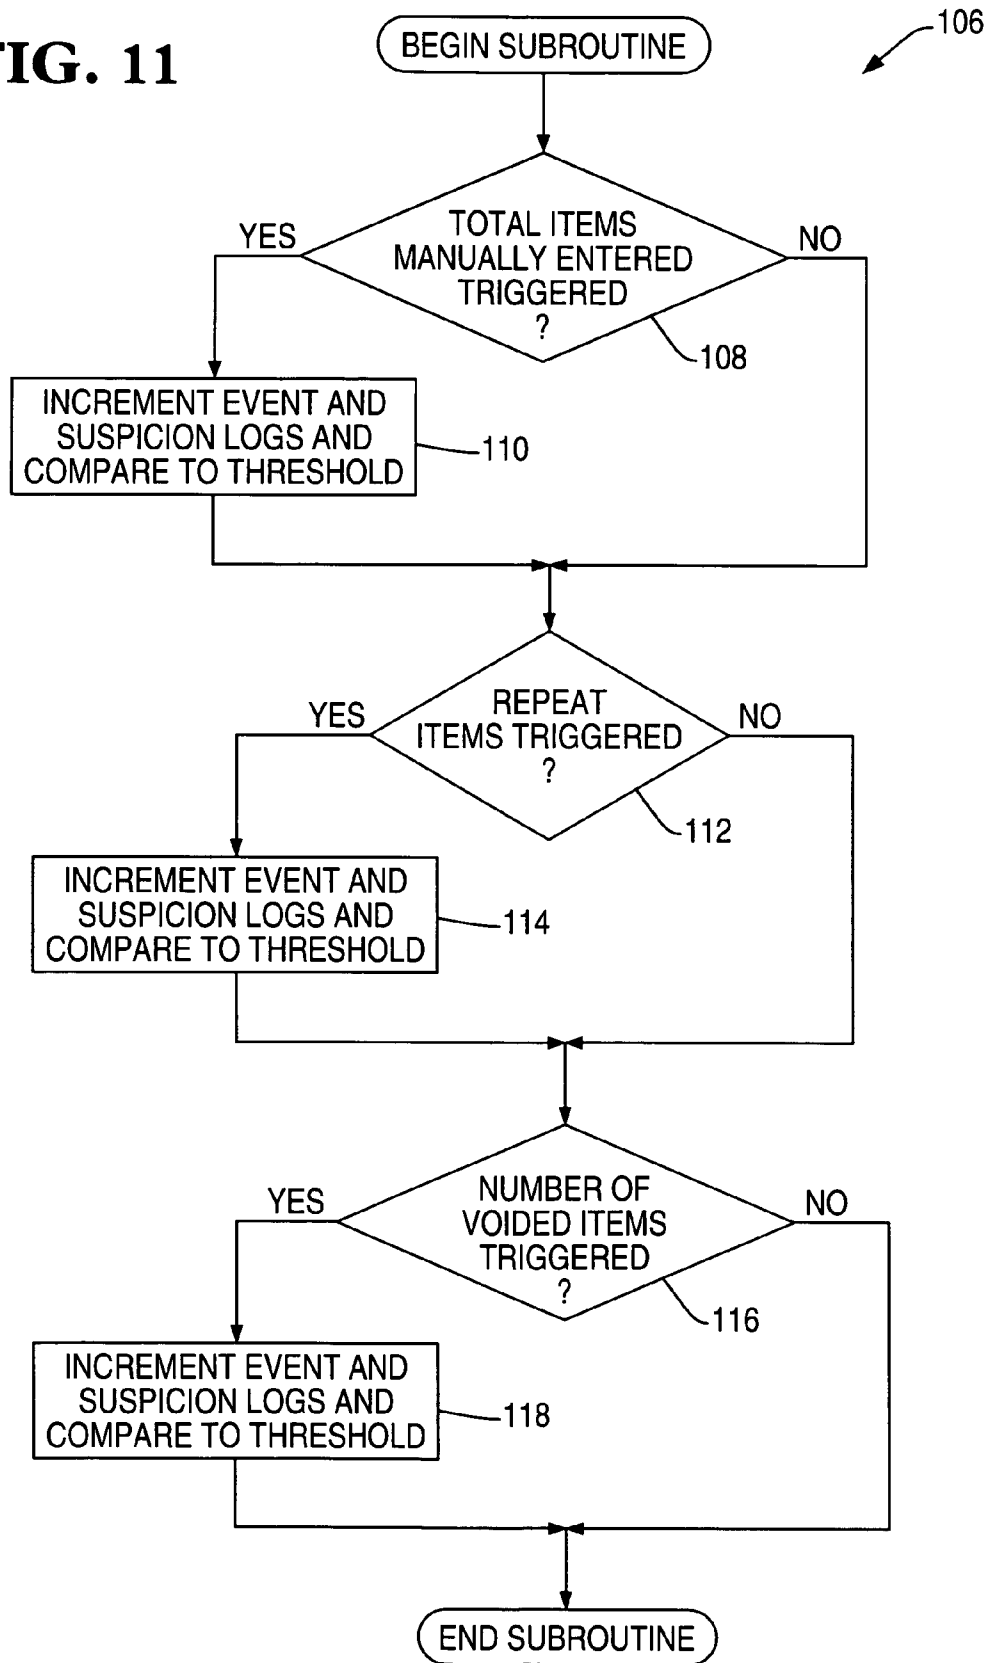 FIG. 11
BEGIN SUBROUTINE
106
TOTAL ITEMS
MANUALLY ENTERED
TRIGGERED
?
YES
NO
108
INCREMENT EVENT AND
SUSPICION LOGS AND
COMPARE TO THRESHOLD
110
REPEAT
ITEMS TRIGGERED
?
YES
NO
112
INCREMENT EVENT AND
SUSPICION LOGS AND
COMPARE TO THRESHOLD
114
NUMBER OF
VOIDED ITEMS
TRIGGERED
?
YES
NO
116
INCREMENT EVENT AND
SUSPICION LOGS AND
COMPARE TO THRESHOLD
118
END SUBROUTINE